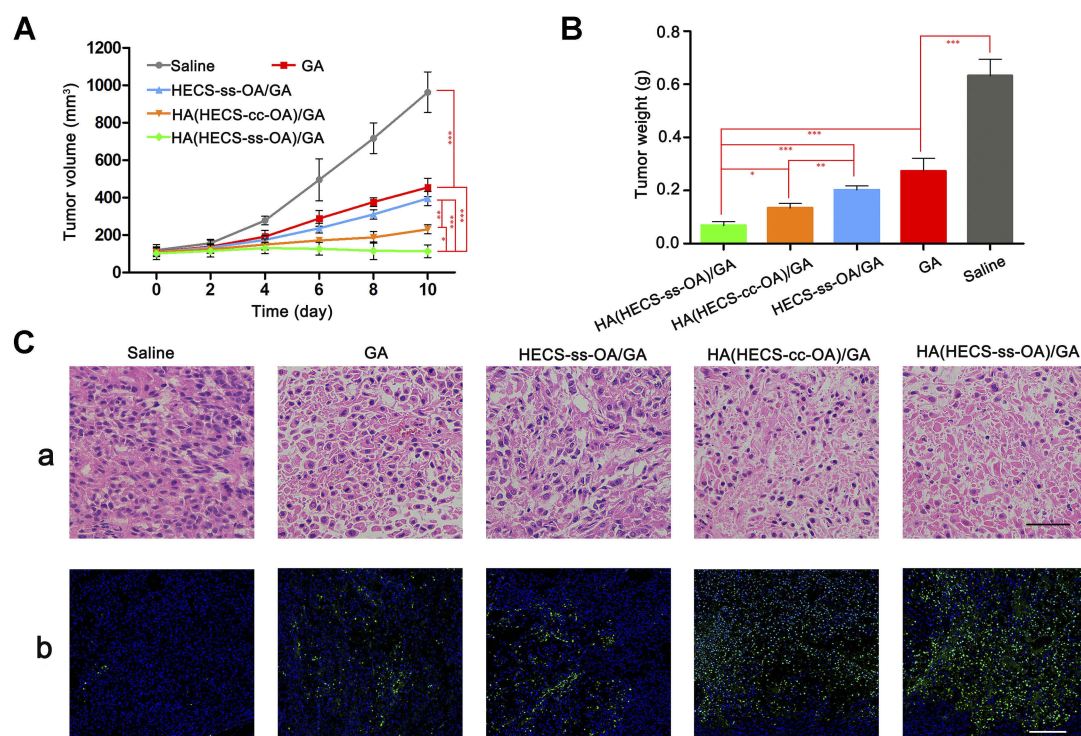 A
Tumor volume (mm³)
1200
1000
800
600
400
200
0
Saline
GA
HECS-ss-OA/GA
HA(HECS-cc-OA)/GA
HA(HECS-ss-OA)/GA
***
**
***
***
*
0 2 4 6 8 10
Time (day)
B
Tumor weight (g)
0.8
0.6
0.4
0.2
0.0
***
***
***
*
**
HA(HECS-ss-OA)/GA
HA(HECS-cc-OA)/GA
HECS-ss-OA/GA
GA
Saline
C
Saline GA HECS-ss-OA/GA HA(HECS-cc-OA)/GA HA(HECS-ss-OA)/GA
a
b